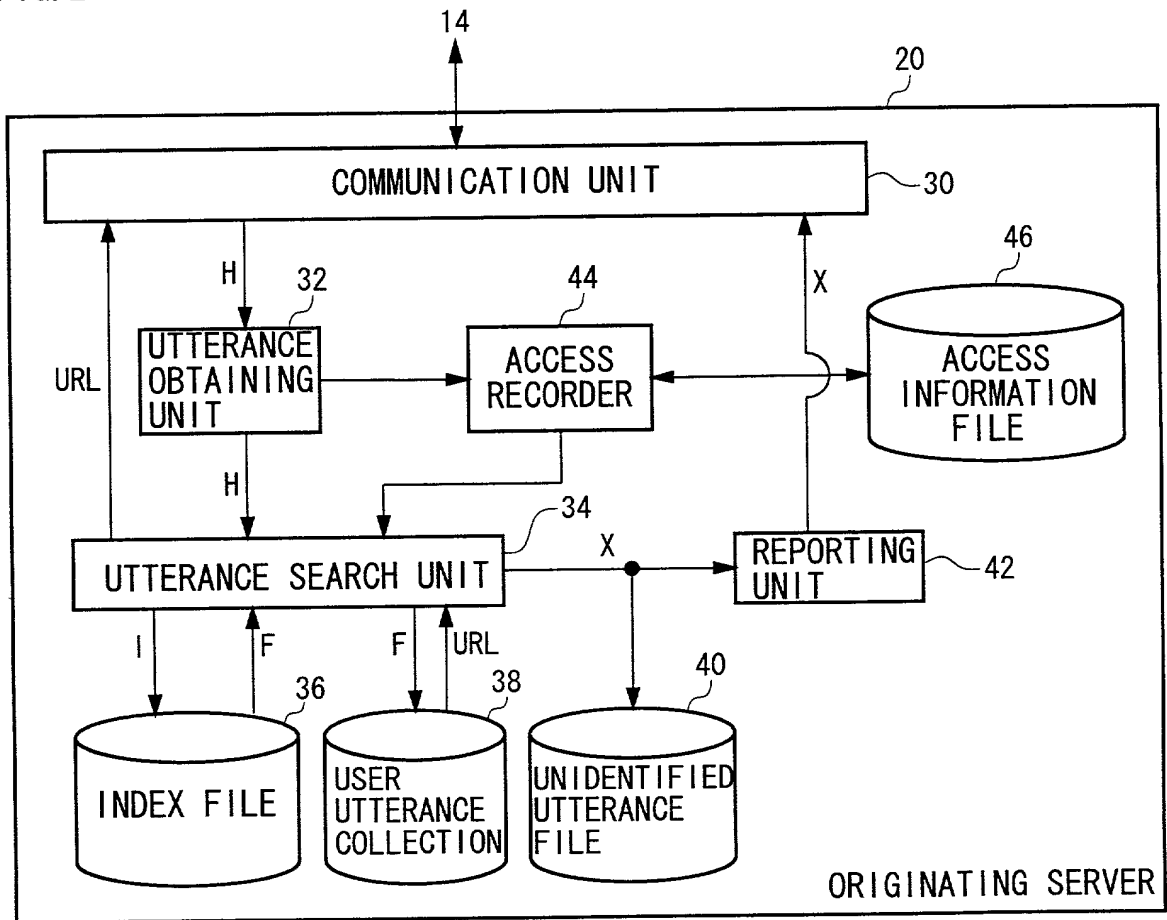 14
20
COMMUNICATION UNIT
30
H
32
44
X
46
URL
UTTERANCE
OBTAINING
UNIT
ACCESS
RECORDER
ACCESS
INFORMATION
FILE
H
34
X
UTTERANCE SEARCH UNIT
REPORTING
UNIT
42
I
F
F
URL
36
38
40
INDEX FILE
USER
UTTERANCE
COLLECTION
UNIDENTIFIED
UTTERANCE
FILE
ORIGINATING SERVER